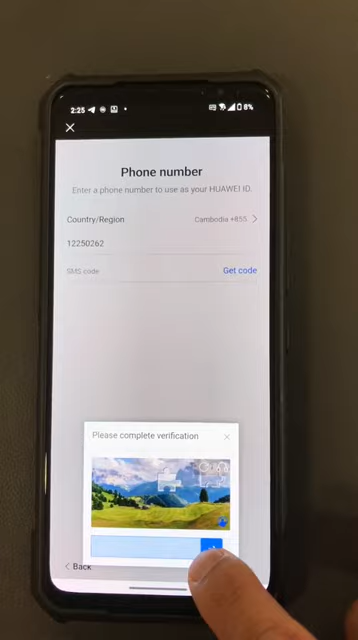 2:25 8%
Phone number
Enter a phone number to use as your HUAWEI ID.
Country/Region Cambodia +855
12250262
SMS code Get code
Please complete verification
Back